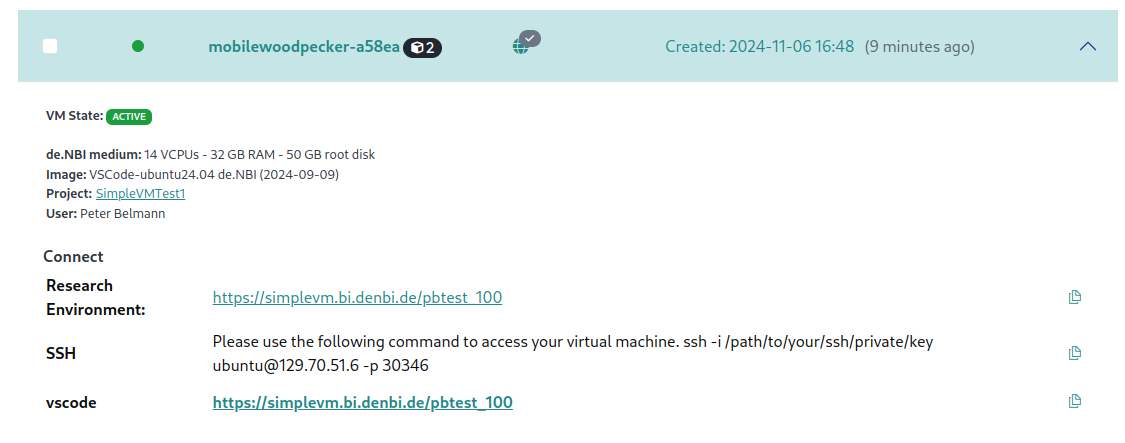 mobilewoodpecker-a58ea 2 Created: 2024-11-06 16:48 (9 minutes ago)
VM State: ACTIVE
de.NBI medium: 14 VCPUs - 32 GB RAM - 50 GB root disk
Image: VSCode-ubuntu24.04 de.NBI (2024-09-09)
Project: SimpleVMTest1
User: Peter Belmann
Connect
Research
Environment:
https://simplevm.bi.denbi.de/pbtest_100
SSH
Please use the following command to access your virtual machine. ssh -i /path/to/your/ssh/private/key
ubuntu@129.70.51.6 -p 30346
vscode https://simplevm.bi.denbi.de/pbtest_100